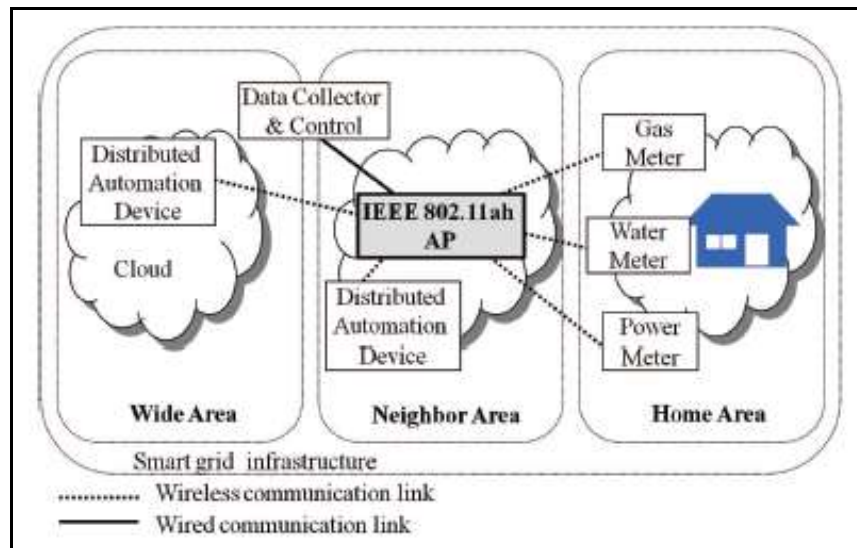 Data Collector
& Control
Distributed
Automation
Device
Cloud
IEEE 802.11ah
AP
Distributed
Automation
Device
Gas
Meter
Water
Meter
Power
Meter
Wide Area
Neighbor Area
Home Area
Smart grid infrastructure
Wireless communication link
Wired communication link